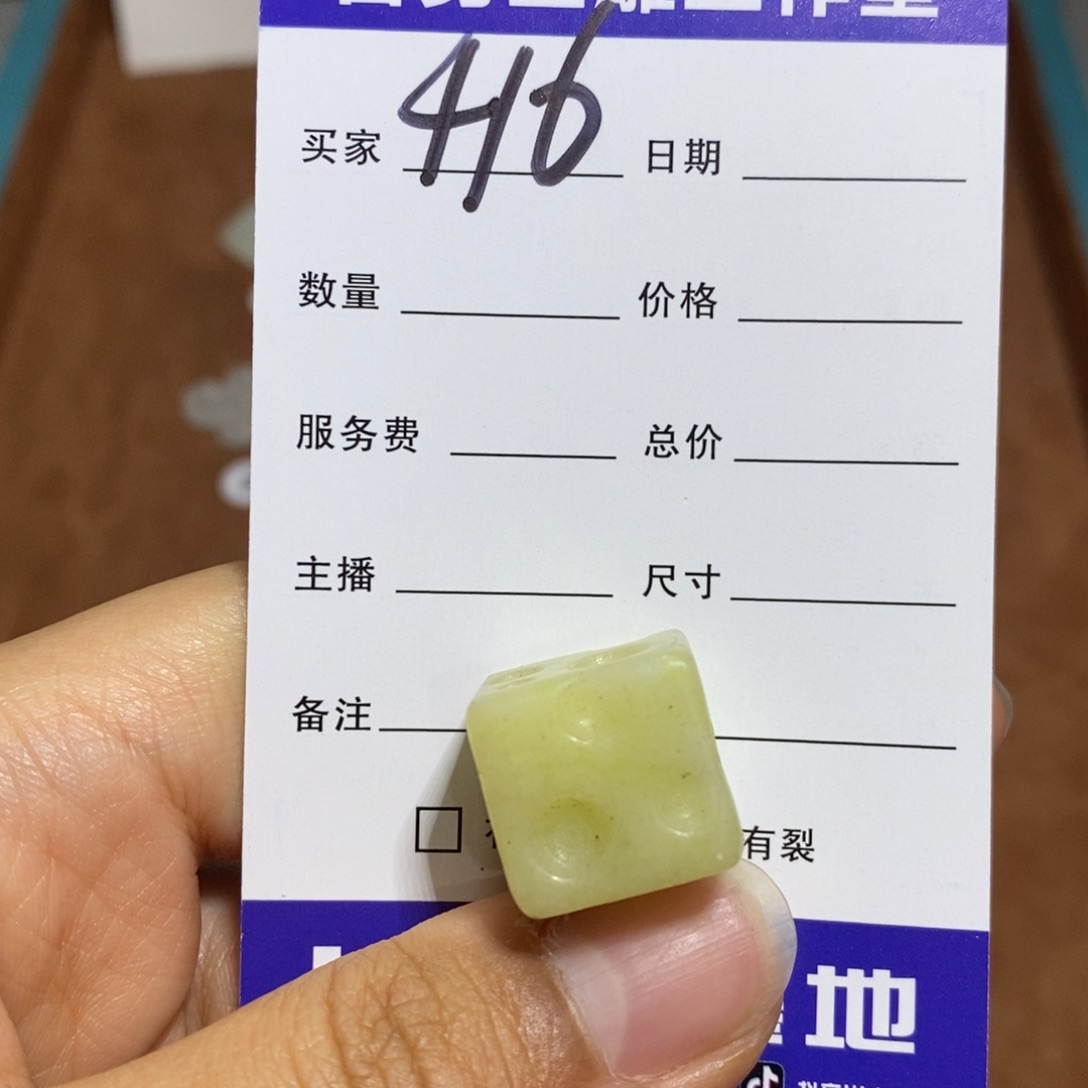 买家 416 日期
数量 价格
服务费 总价
主播 尺寸
备注
有裂
地